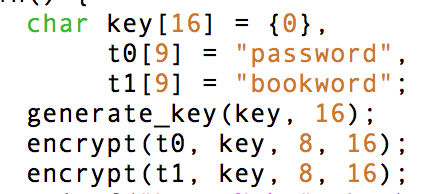 char key[16] = {0},
t0[9] = "password",
t1[9] = "bookword";
generate_key(key, 16);
encrypt(t0, key, 8, 16);
encrypt(t1, key, 8, 16);